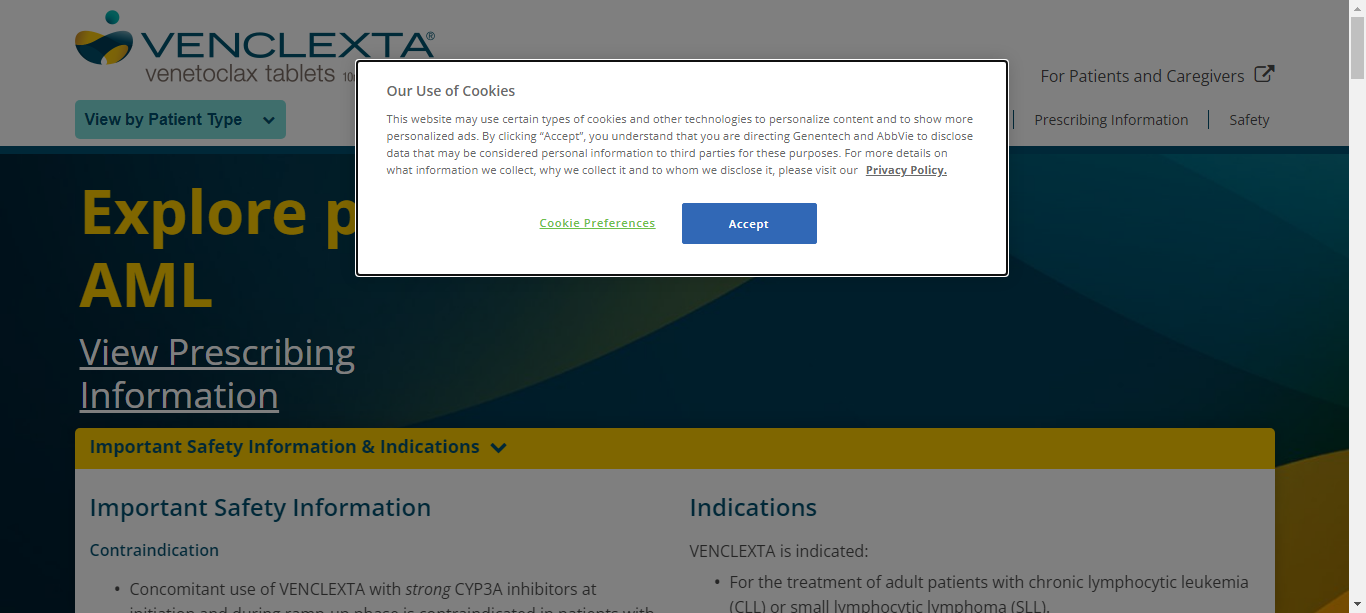 VENCLEXTA®
venetoclax tablets
For Patients and Caregivers
View by Patient Type
Prescribing Information
Safety
Our Use of Cookies
This website may use certain types of cookies and other technologies to personalize content and to show more
personalized ads. By clicking “Accept”, you understand that you are directing Genentech and AbbVie to disclose
data that may be considered personal information to third parties for these purposes. For more details on
what information we collect, why we collect it and to whom we disclose it, please visit our Privacy Policy.
Cookie Preferences
Accept
Explore
AML
View Prescribing
Information
Important Safety Information & Indications
Important Safety Information
Contraindication
• Concomitant use of VENCLEXTA with strong CYP3A inhibitors at
initiation and during ramp-up phase is contraindicated in patients with
Indications
VENCLEXTA is indicated:
• For the treatment of adult patients with chronic lymphocytic leukemia
(CLL) or small lymphocytic lymphoma (SLL).